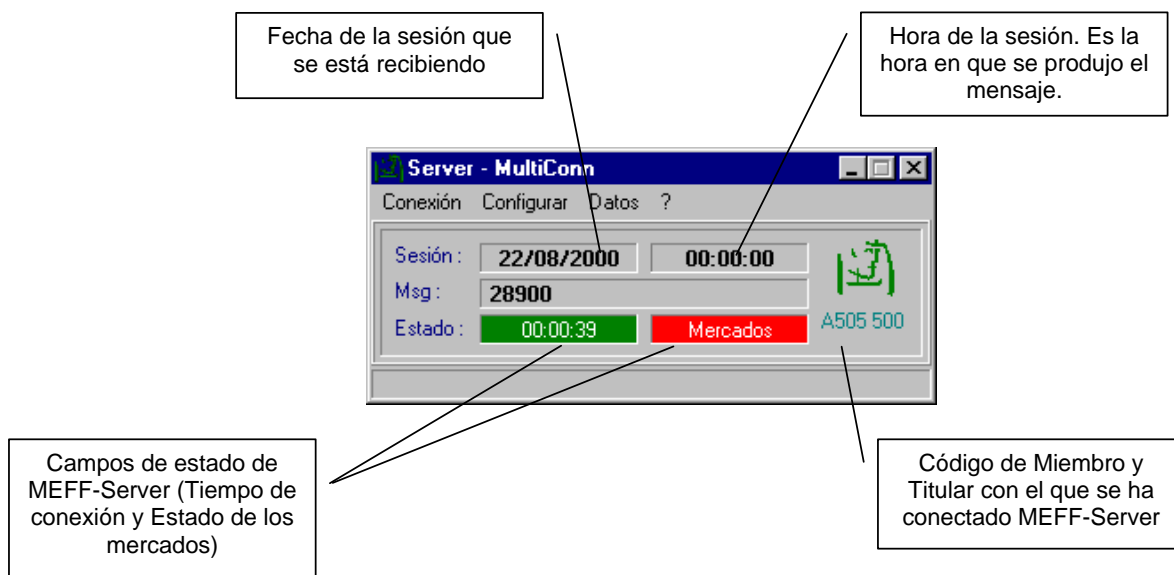 Fecha de la sesión que
se está recibiendo
Hora de la sesión. Es la
hora en que se produjo el
mensaje.
Server - MultiConn
Conexión Configurar Datos ?
Sesión : 22/08/2000 00:00:00
Msg : 28900
Estado : 00:00:39 Mercados
A505 500
Campos de estado de
MEFF-Server (Tiempo de
conexión y Estado de los
mercados)
Código de Miembro y
Titular con el que se ha
conectado MEFF-Server